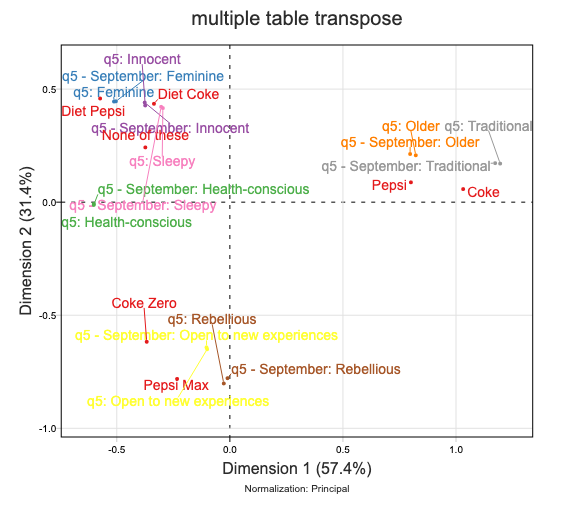 multiple table transpose
q5: Innocent
q5 - September: Feminine
q5: Feminine
Diet Coke
Diet Pepsi
q5 - September: Innocent
None of these
q5: Sleepy
q5: Older
q5: Traditional
q5 - September: Older
q5 - September: Traditional
Pepsi
Coke
q5 - September: Health-conscious
q5 - September: Sleepy
q5: Health-conscious
Coke Zero
q5: Rebellious
q5 - September: Open to new experiences
q5 - September: Rebellious
Pepsi Max
q5: Open to new experiences
0.5
0.0
-0.5
-1.0
Dimension 2 (31.4%)
-0.5
0.0
0.5
1.0
Dimension 1 (57.4%)
Normalization: Principal